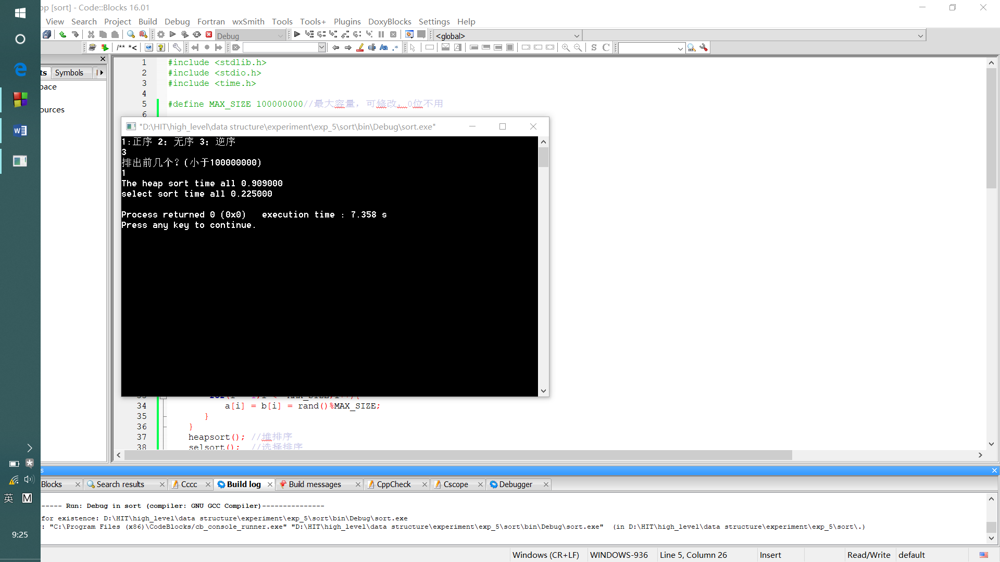 pp [sort] - Code::Blocks 16.01
View Search Project Build Debug Fortran wxSmith Tools Tools+ Plugins DoxyBlocks Settings Help
Debug
<global>
/** *<
Aa .*
S C
ts Symbols
pace
ources
1 #include <stdlib.h>
2 #include <stdio.h>
3 #include <time.h>
4
5 #define MAX_SIZE 100000000//最大容量，可修改，0位不用
6
"D:\HIT\high_level\data structure\experiment\exp_5\sort\bin\Debug\sort.exe"
1:正序 2: 无序 3: 逆序
3
排出前几个？(小于100000000)
1
The heap sort time all 0.909000
select sort time all 0.225000
Process returned 0 (0x0) execution time : 7.358 s
Press any key to continue.
34 a[i] = b[i] = rand()%MAX_SIZE;
35 }
36 }
37 heapsort(); //堆排序
38 selsort(); //选择排序
s
Blocks Search results Cccc Build log Build messages CppCheck Cscope Debugger
----- Run: Debug in sort (compiler: GNU GCC Compiler)---------------
for existence: D:\HIT\high_level\data structure\experiment\exp_5\sort\bin\Debug\sort.exe
: "C:\Program Files (x86)\CodeBlocks/cb_console_runner.exe" "D:\HIT\high_level\data structure\experiment\exp_5\sort\bin\Debug\sort.exe" (in D:\HIT\high_level\data structure\experiment\exp_5\sort\.)
英 M
9:25
Windows (CR+LF) WINDOWS-936 Line 5, Column 26 Insert Read/Write default